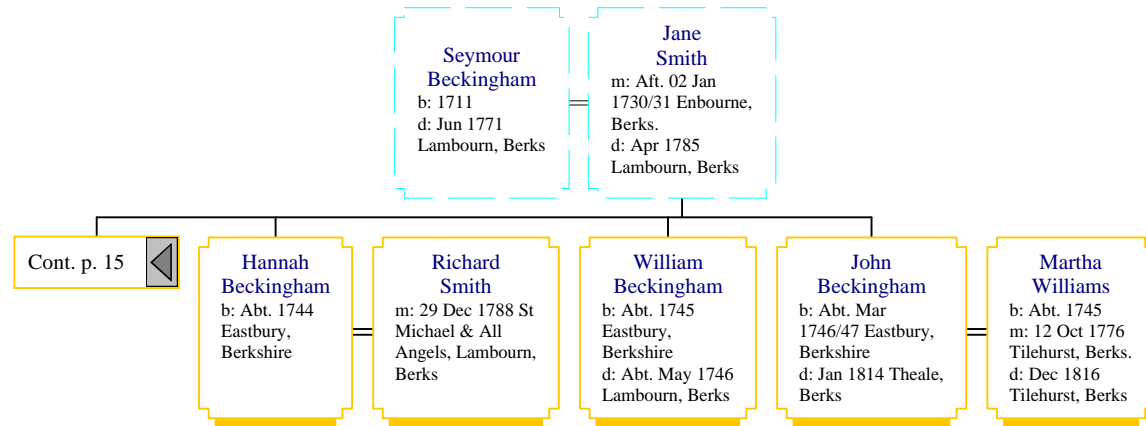 Seymour
Beckingham
b: 1711
d: Jun 1771
Lambourn, Berks
Jane
Smith
m: Aft. 02 Jan
1730/31 Enbourne,
Berks.
d: Apr 1785
Lambourn, Berks
Cont. p. 15
Hannah
Beckingham
b: Abt. 1744
Eastbury,
Berkshire
Richard
Smith
m: 29 Dec 1788 St
Michael & All
Angels, Lambourn,
Berks
William
Beckingham
b: Abt. 1745
Eastbury,
Berkshire
d: Abt. May 1746
Lambourn, Berks
John
Beckingham
b: Abt. Mar
1746/47 Eastbury,
Berkshire
d: Jan 1814 Theale,
Berks
Martha
Williams
b: Abt. 1745
m: 12 Oct 1776
Tilehurst, Berks.
d: Dec 1816
Tilehurst, Berks